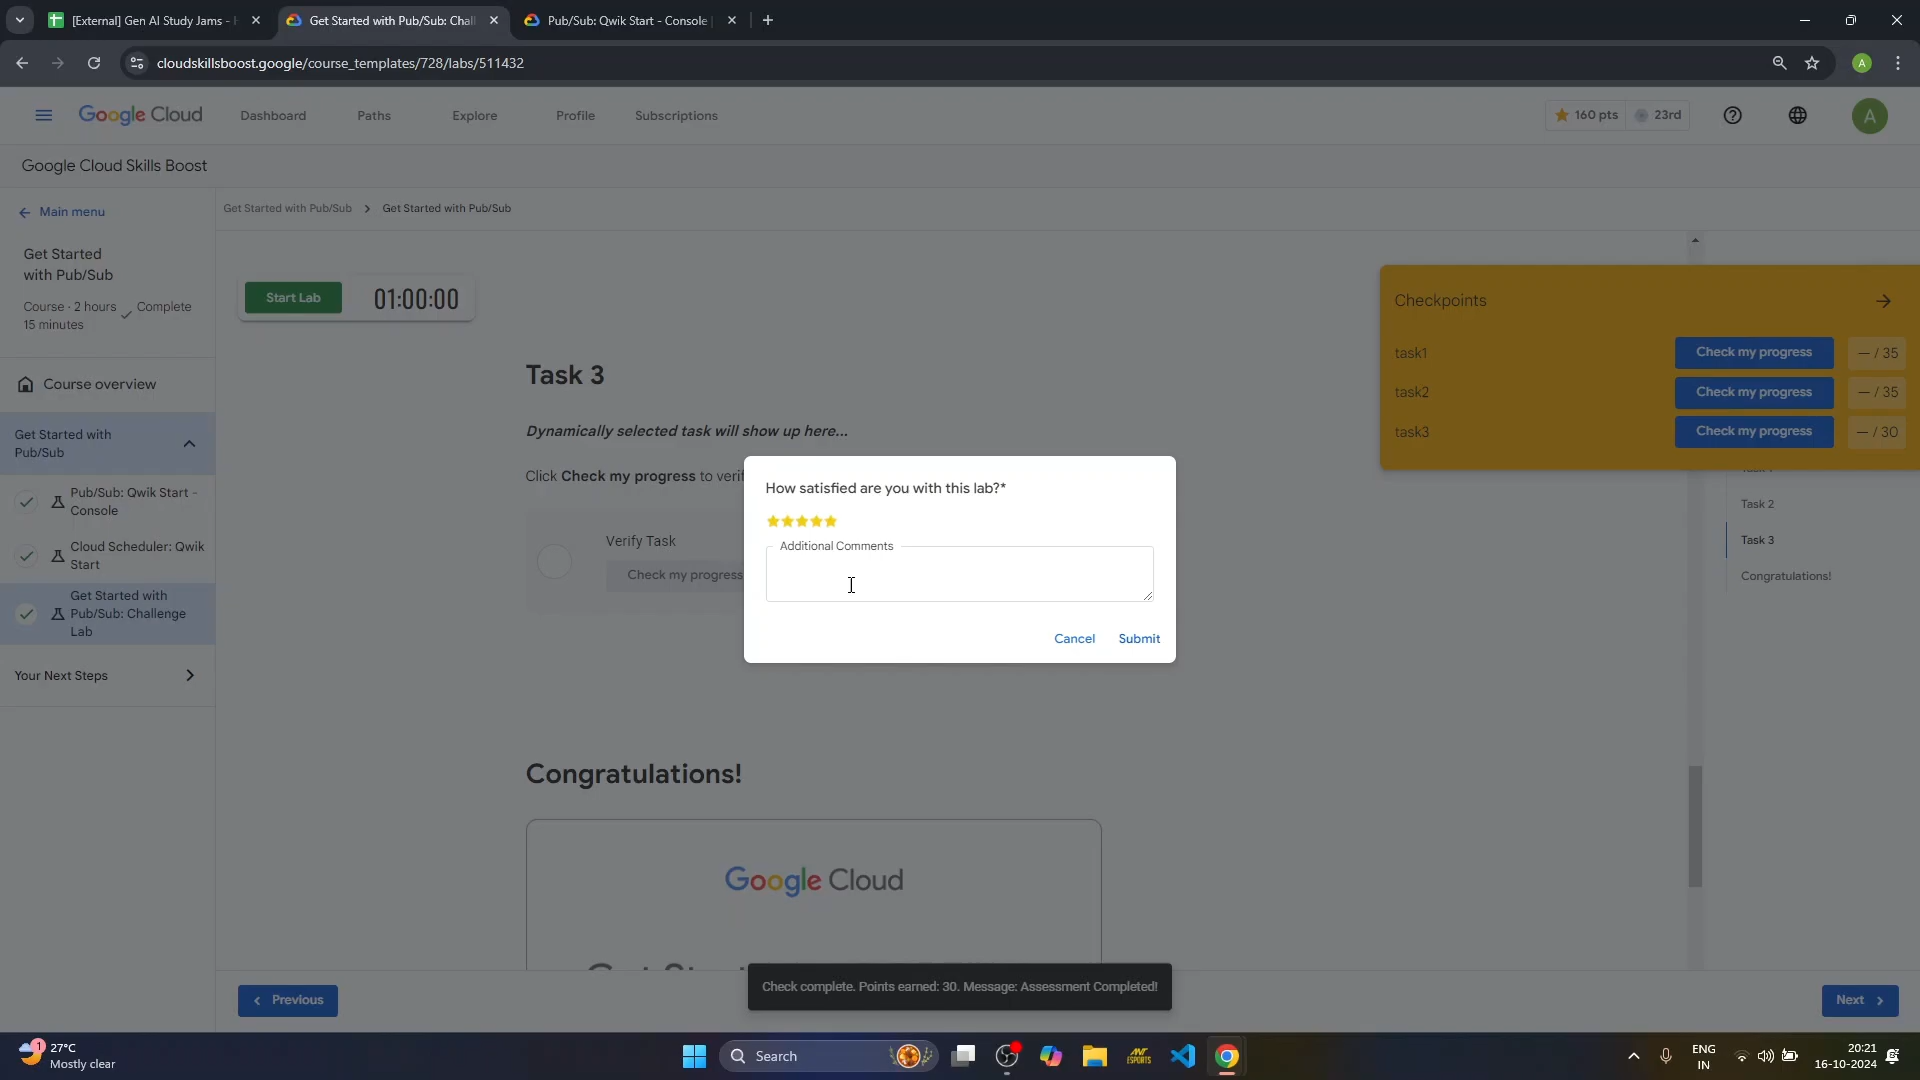 [External] Gen AI Study Jams -
Get Started with Pub/Sub: Chall
Pub/Sub: Qwik Start - Console
cloudskillsboost.google/course_templates/728/labs/511432
A
Google Cloud
Dashboard
Paths
Explore
Profile
Subscriptions
160 pts
23rd
A
Google Cloud Skills Boost
Main menu
Get Started with Pub/Sub > Get Started with Pub/Sub
Get Started
with Pub/Sub
Course · 2 hours
15 minutes
Complete
Course overview
Get Started with
Pub/Sub
Pub/Sub: Qwik Start -
Console
Cloud Scheduler: Qwik
Start
Get Started with
Pub/Sub: Challenge
Lab
Your Next Steps
Start Lab
01:00:00
Task 3
Dynamically selected task will show up here...
Click Check my progress to verif
Verify Task
Check my progress
How satisfied are you with this lab?*
Additional Comments
Cancel
Submit
Checkpoints
task1
Check my progress
— / 35
task2
Check my progress
— / 35
task3
Check my progress
— / 30
Task 2
Task 3
Congratulations!
Congratulations!
Google Cloud
Check complete. Points earned: 30. Message: Assessment Completed!
Previous
Next
1
27°C
Mostly clear
Search
ANT
ESPORTS
ENG
IN
20:21
16-10-2024